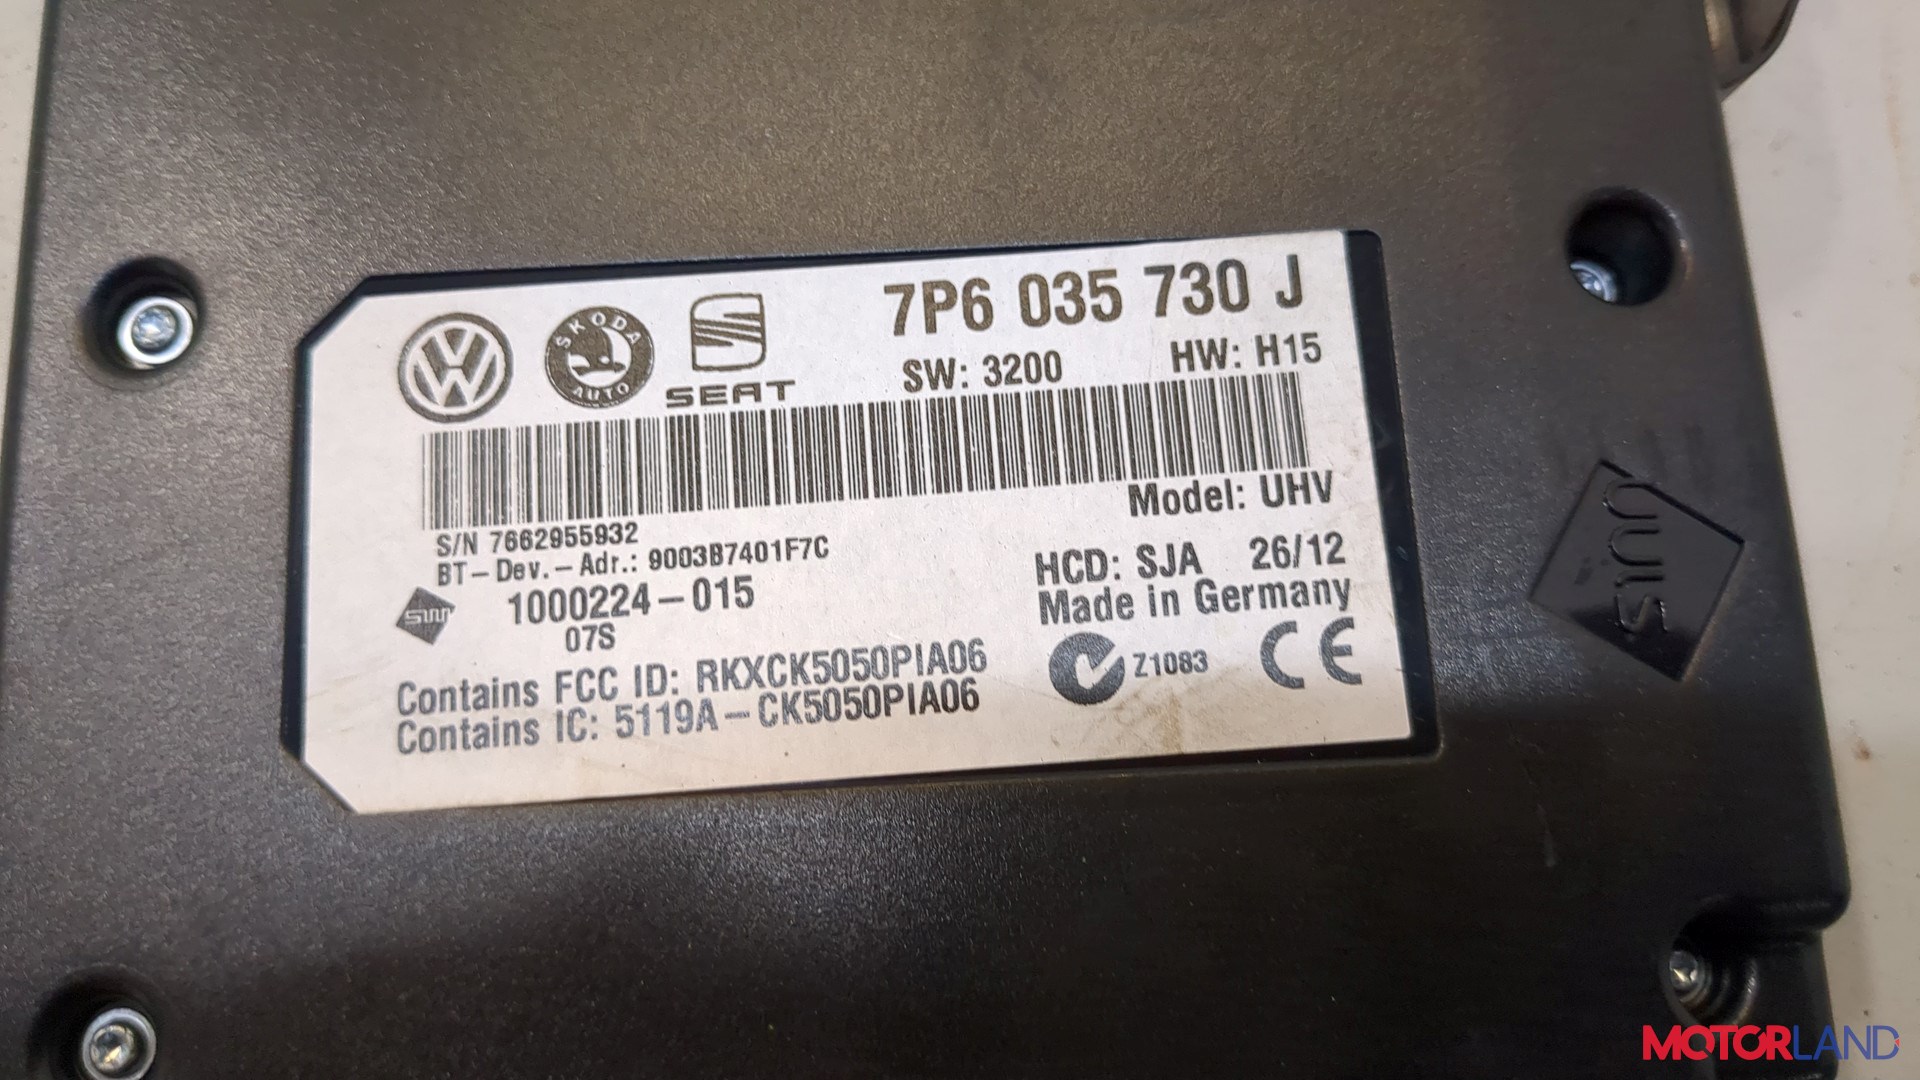 7P6 035 730 J
SKODA
AUTO
SEAT
SW: 3200 HW: H15
Model: UHV
S/N 7662955932
BT-Dev.-Adr.: 9003B7401F7C
HCD: SJA 26/12
1000224-015
Made in Germany
07S
Contains FCC ID: RKXCK5050PIA06
Z1083 CE
Contains IC: 5119A-CK5050PIA06
MOTORLAND